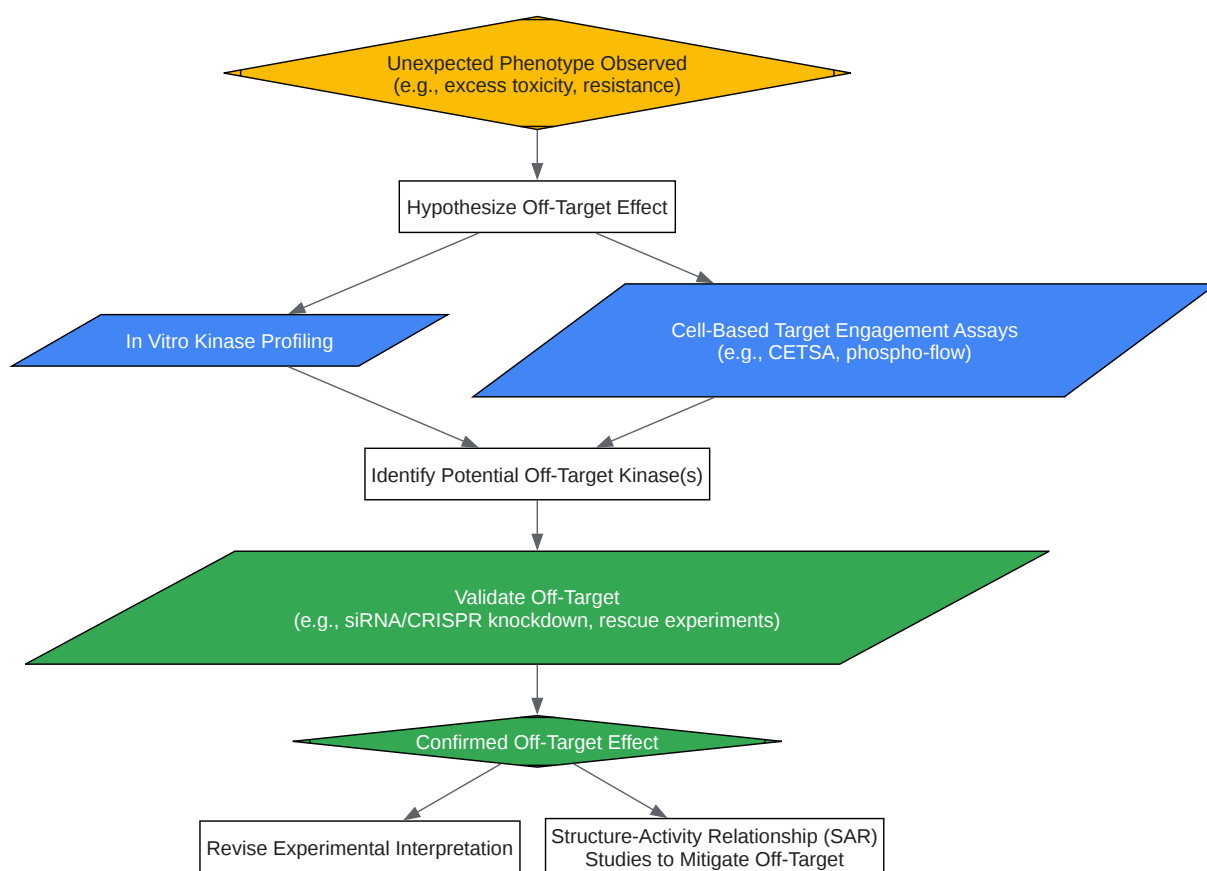 Unexpected Phenotype Observed
(e.g., excess toxicity, resistance)
Hypothesize Off-Target Effect
In Vitro Kinase Profiling
Cell-Based Target Engagement Assays
(e.g., CETSA, phospho-flow)
Identify Potential Off-Target Kinase(s)
Validate Off-Target
(e.g., siRNA/CRISPR knockdown, rescue experiments)
Confirmed Off-Target Effect
Revise Experimental Interpretation
Structure-Activity Relationship (SAR)
Studies to Mitigate Off-Target